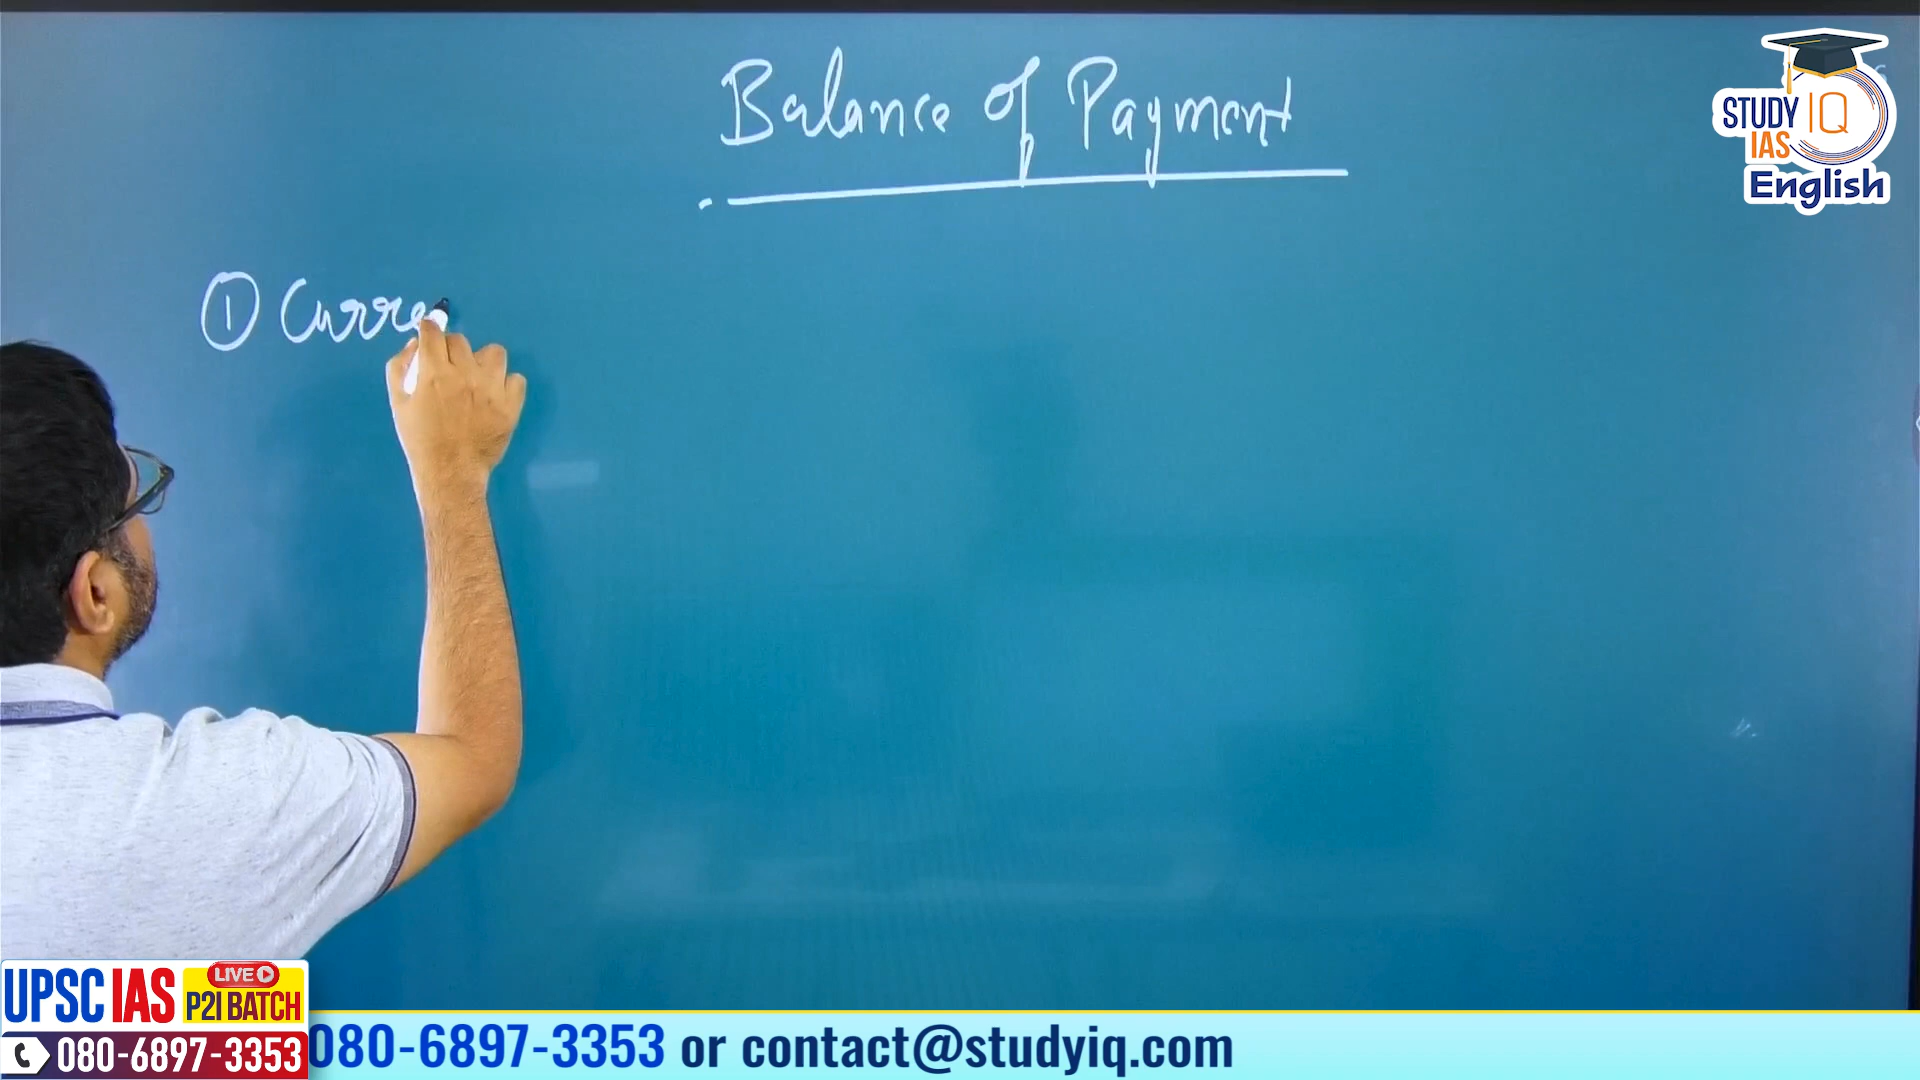 Balance of Payment
① Curre
STUDY IQ
IAS
English
UPSC IAS LIVE P2I BATCH
080-6897-3353
080-6897-3353 or contact@studyiq.com